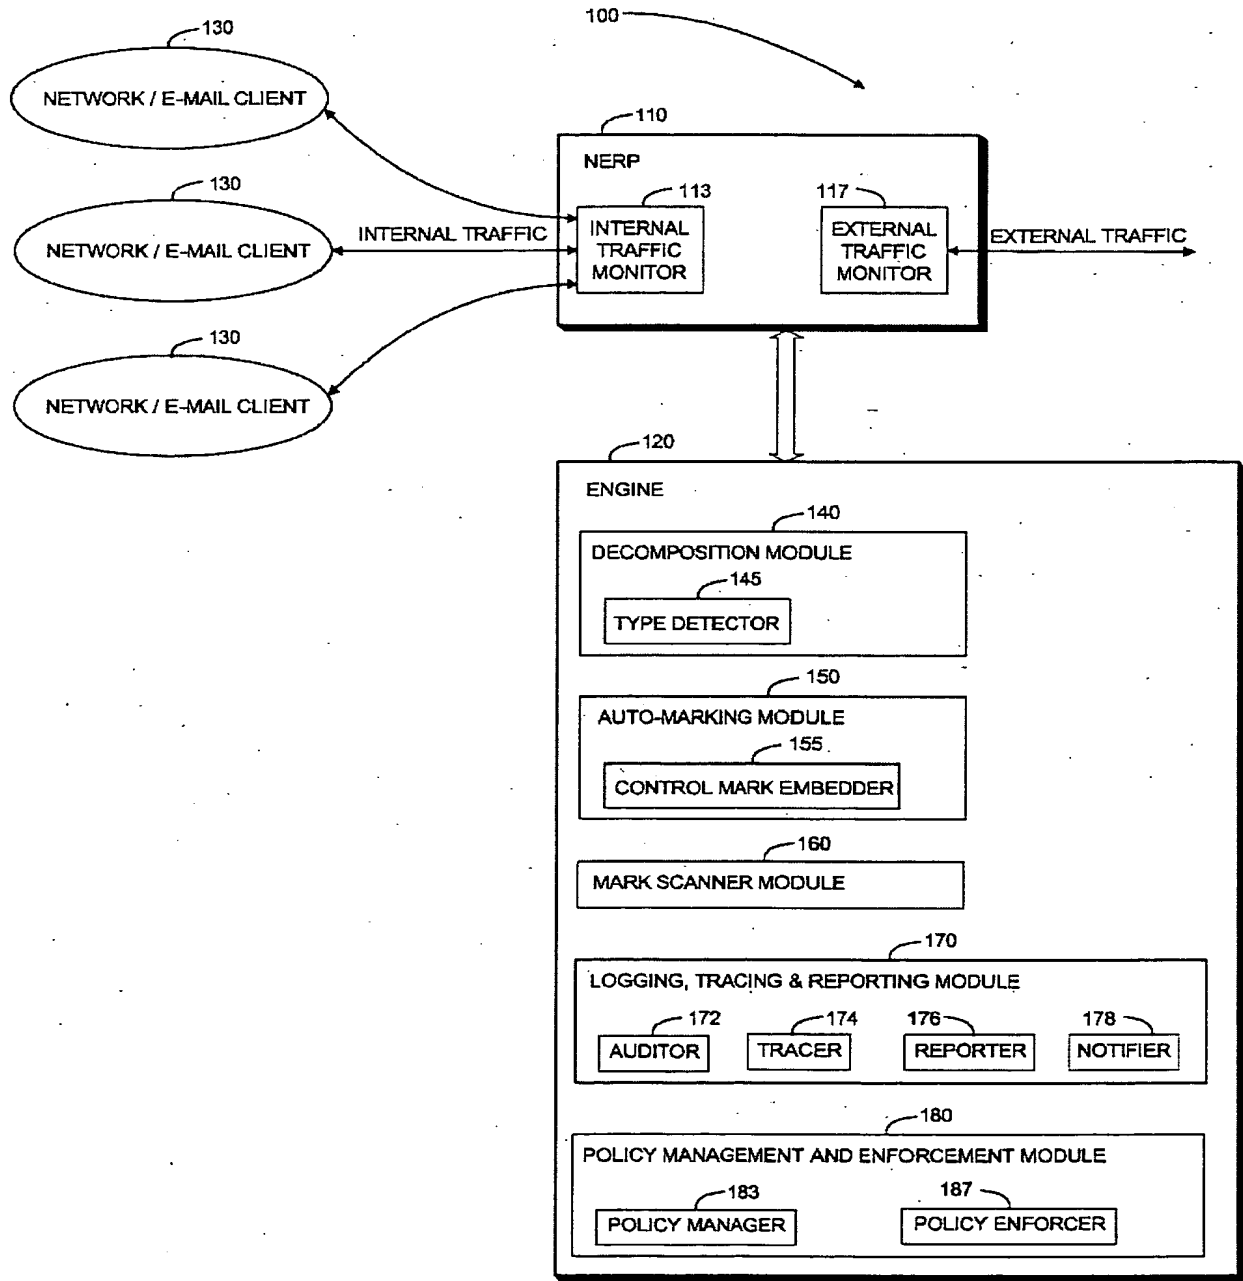 130
100
NETWORK / E-MAIL CLIENT
110
NERP
130
113
117
NETWORK / E-MAIL CLIENT
INTERNAL TRAFFIC
INTERNAL
TRAFFIC
MONITOR
EXTERNAL
TRAFFIC
MONITOR
EXTERNAL TRAFFIC
130
NETWORK / E-MAIL CLIENT
120
ENGINE
140
DECOMPOSITION MODULE
145
TYPE DETECTOR
150
AUTO-MARKING MODULE
155
CONTROL MARK EMBEDDER
160
MARK SCANNER MODULE
170
LOGGING, TRACING & REPORTING MODULE
172
174
176
178
AUDITOR
TRACER
REPORTER
NOTIFIER
180
POLICY MANAGEMENT AND ENFORCEMENT MODULE
183
187
POLICY MANAGER
POLICY ENFORCER